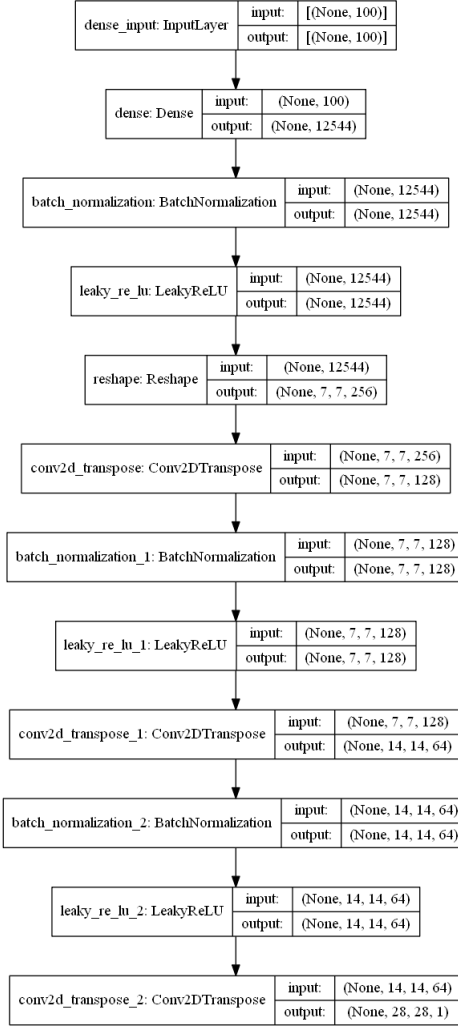 dense_input: InputLayer
input: [(None, 100)]
output: [(None, 100)]
dense: Dense
input: (None, 100)
output: (None, 12544)
batch_normalization: BatchNormalization
input: (None, 12544)
output: (None, 12544)
leaky_re_lu: LeakyReLU
input: (None, 12544)
output: (None, 12544)
reshape: Reshape
input: (None, 12544)
output: (None, 7, 7, 256)
conv2d_transpose: Conv2DTranspose
input: (None, 7, 7, 256)
output: (None, 7, 7, 128)
batch_normalization_1: BatchNormalization
input: (None, 7, 7, 128)
output: (None, 7, 7, 128)
leaky_re_lu_1: LeakyReLU
input: (None, 7, 7, 128)
output: (None, 7, 7, 128)
conv2d_transpose_1: Conv2DTranspose
input: (None, 7, 7, 128)
output: (None, 14, 14, 64)
batch_normalization_2: BatchNormalization
input: (None, 14, 14, 64)
output: (None, 14, 14, 64)
leaky_re_lu_2: LeakyReLU
input: (None, 14, 14, 64)
output: (None, 14, 14, 64)
conv2d_transpose_2: Conv2DTranspose
input: (None, 14, 14, 64)
output: (None, 28, 28, 1)